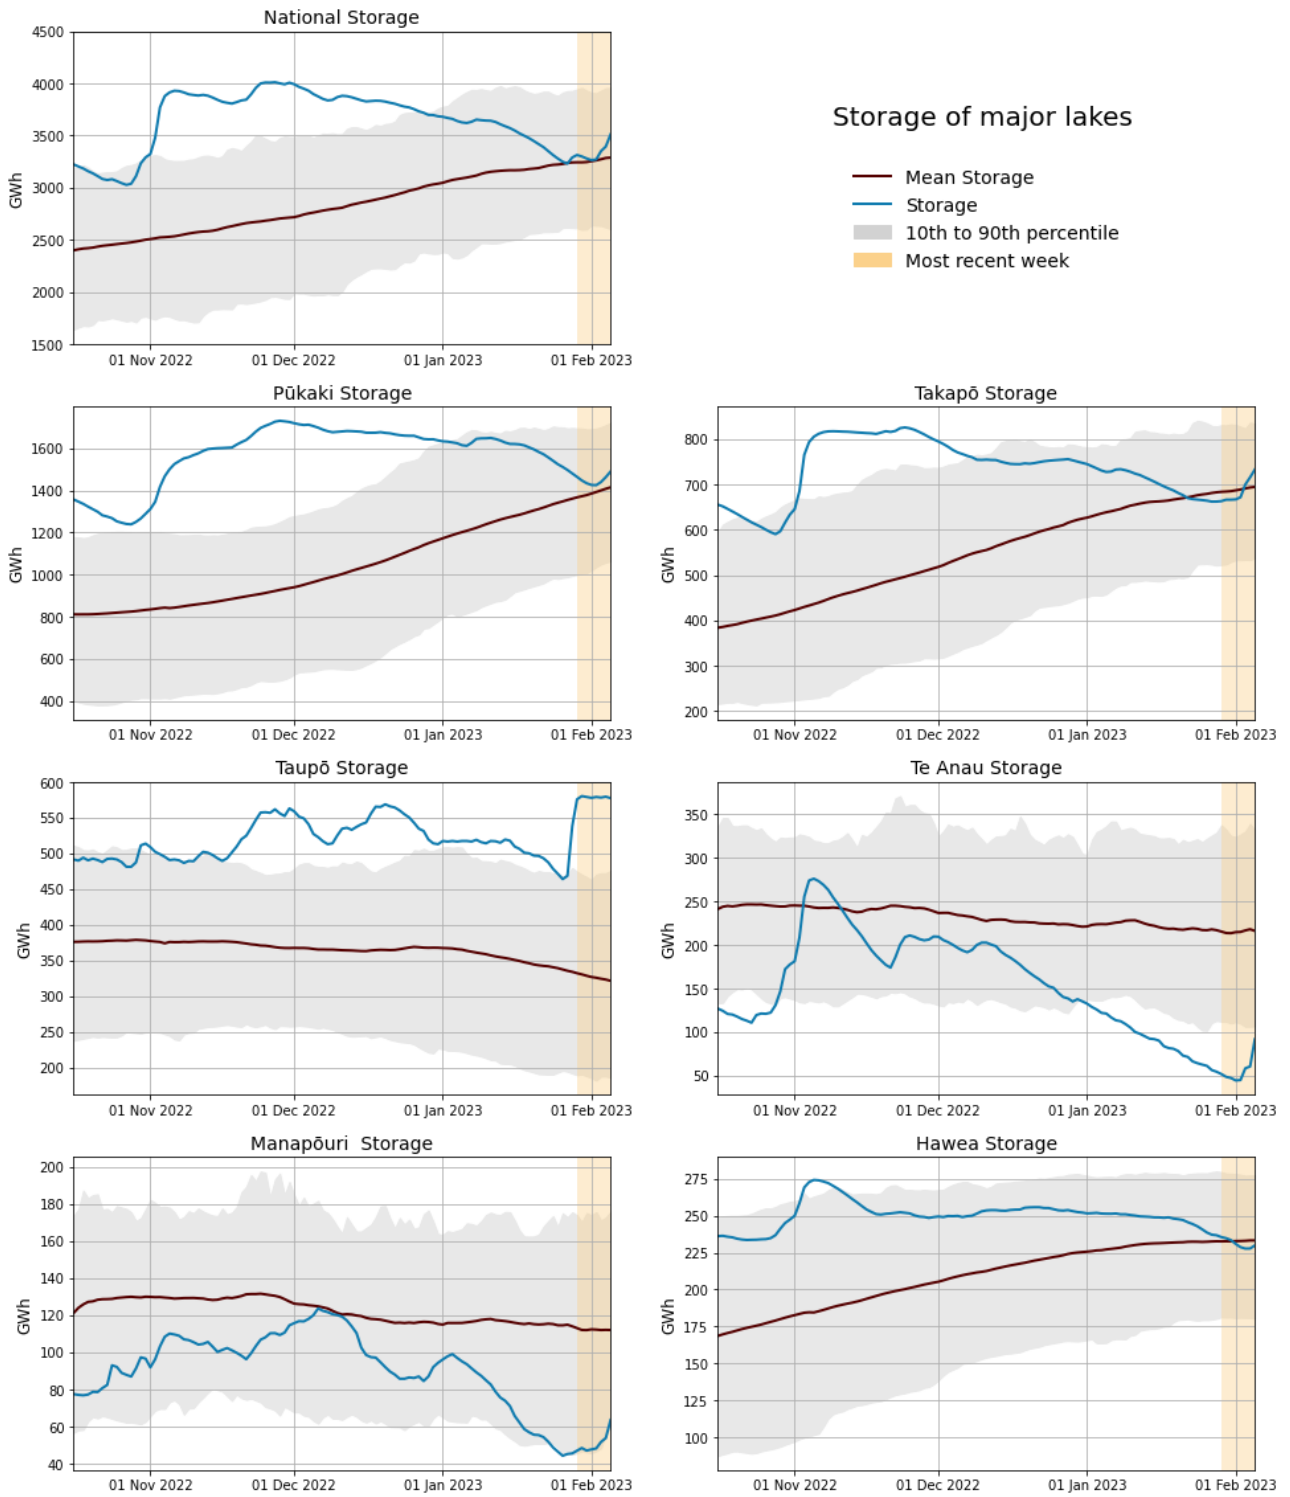 National Storage
4500
4000
3500
3000
2500
2000
1500
GWh
01 Nov 2022 01 Dec 2022 01 Jan 2023 01 Feb 2023
Storage of major lakes
Mean Storage
Storage
10th to 90th percentile
Most recent week
Pūkaki Storage
1600
1400
1200
1000
800
600
400
GWh
01 Nov 2022 01 Dec 2022 01 Jan 2023 01 Feb 2023
Takapō Storage
800
700
600
500
400
300
200
GWh
01 Nov 2022 01 Dec 2022 01 Jan 2023 01 Feb 2023
Taupō Storage
600
550
500
450
400
350
300
250
200
GWh
01 Nov 2022 01 Dec 2022 01 Jan 2023 01 Feb 2023
Te Anau Storage
350
300
250
200
150
100
50
GWh
01 Nov 2022 01 Dec 2022 01 Jan 2023 01 Feb 2023
Manapōuri  Storage
200
180
160
140
120
100
80
60
40
GWh
01 Nov 2022 01 Dec 2022 01 Jan 2023 01 Feb 2023
Hawea Storage
275
250
225
200
175
150
125
100
GWh
01 Nov 2022 01 Dec 2022 01 Jan 2023 01 Feb 2023